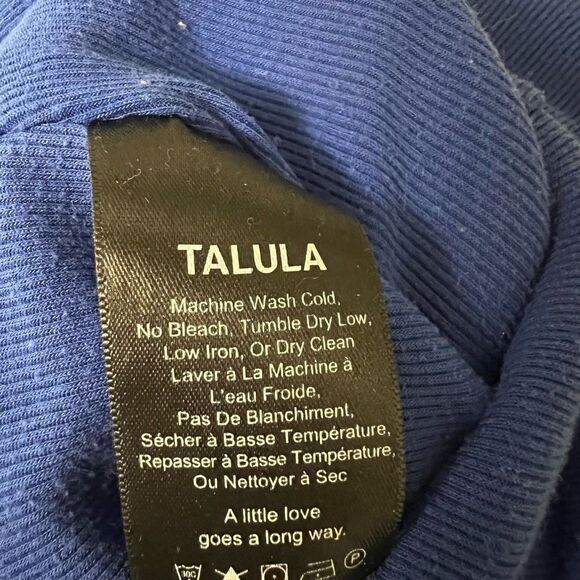 TALULA
Machine Wash Cold,
No Bleach, Tumble Dry Low,
Low Iron, Or Dry Clean
Laver à La Machine à
L'eau Froide,
Pas De Blanchiment,
Sécher à Basse Température,
Repasser à Basse Température,
Ou Nettoyer à Sec
A little love
goes a long way.
30C
P